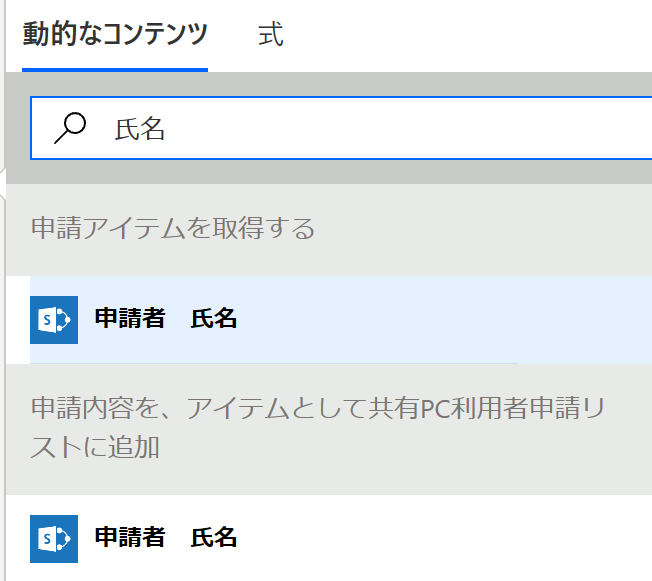 動的なコンテンツ 式
氏名
申請アイテムを取得する
S 申請者　氏名
申請内容を、アイテムとして共有PC利用者申請リ
ストに追加
S 申請者　氏名